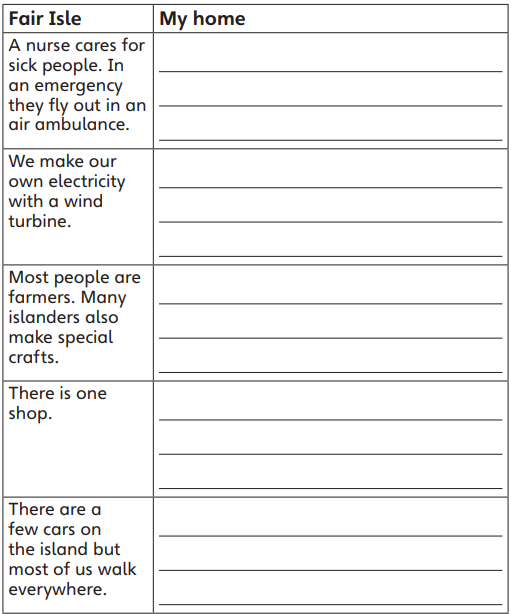 Fair Isle
My home
A nurse cares for
sick people. In
an emergency
they fly out in an
air ambulance.
We make our
own electricity
with a wind
turbine.
Most people are
farmers. Many
islanders also
make special
crafts.
There is one
shop.
There are a
few cars on
the island but
most of us walk
everywhere.